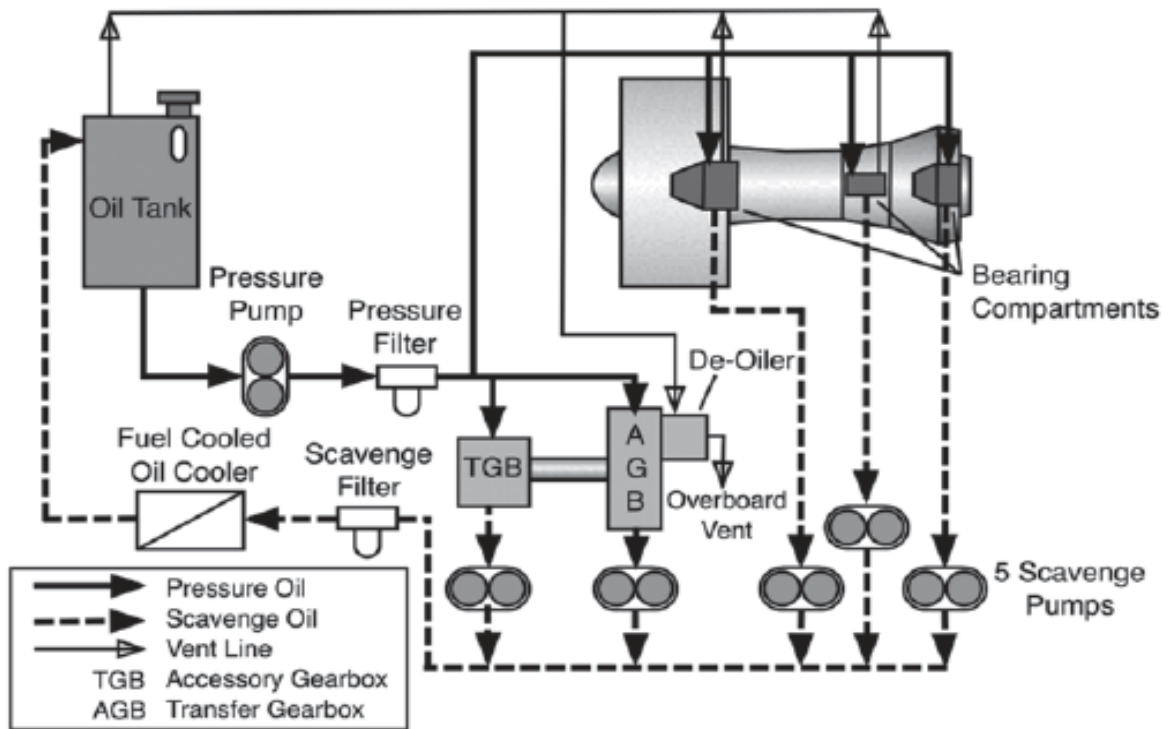 Oil Tank
Pressure
Pump
Pressure
Filter
Bearing
Compartments
De-Oiler
Fuel Cooled
Oil Cooler
Scavenge
Filter
TGB
A
G
B
Overboard
Vent
5 Scavenge
Pumps
Pressure Oil
Scavenge Oil
Vent Line
TGB Accessory Gearbox
AGB Transfer Gearbox